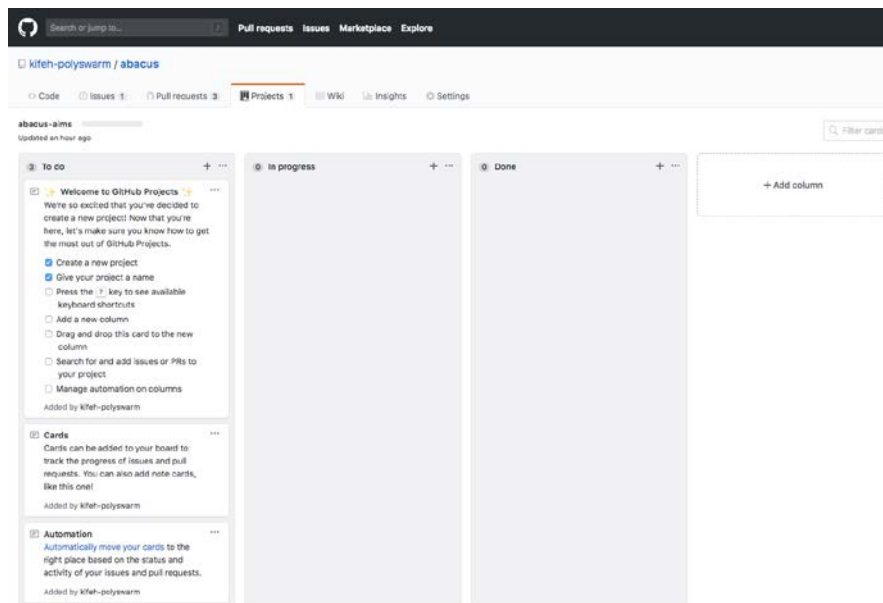 Search or jump to... /
Pull requests Issues Marketplace Explore
kifeh-polyswarm / abacus
Code Issues 1 Pull requests 3 Projects 1 Wiki Insights Settings
abacus-aims
Updated an hour ago
Filter cards
3 To do + ...
0 In progress + ...
0 Done + ...
+ Add column
✨ Welcome to GitHub Projects ✨ ...
We're so excited that you've decided to
create a new project! Now that you're
here, let's make sure you know how to get
the most out of GitHub Projects.
Create a new project
Give your project a name
Press the ? key to see available
keyboard shortcuts
Add a new column
Drag and drop this card to the new
column
Search for and add issues or PRs to
your project
Manage automation on columns
Added by kifeh-polyswarm
Cards ...
Cards can be added to your board to
track the progress of issues and pull
requests. You can also add note cards,
like this one!
Added by kifeh-polyswarm
Automation ...
Automatically move your cards to the
right place based on the status and
activity of your issues and pull requests.
Added by kifeh-polyswarm